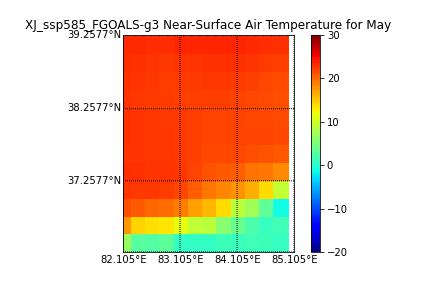 XJ_ssp585_FGOALS-g3 Near-Surface Air Temperature for May
39.2577°N
38.2577°N
37.2577°N
82.105°E 83.105°E 84.105°E 85.105°E
30
20
10
0
−10
−20